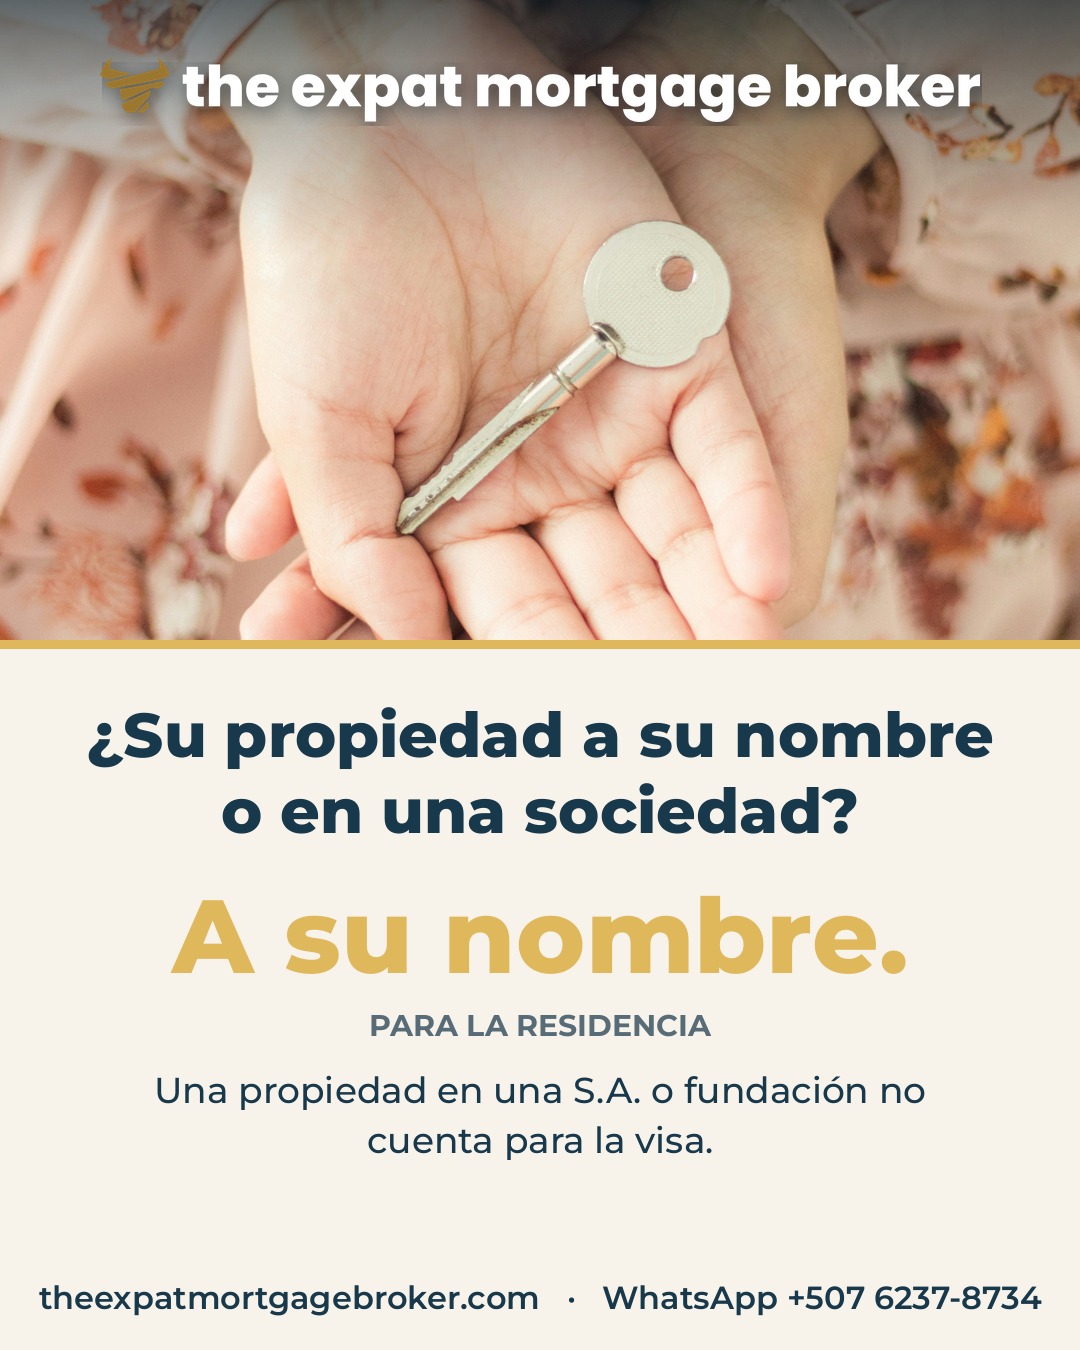 the expat mortgage broker
¿Su propiedad a su nombre
o en una sociedad?
A su nombre.
PARA LA RESIDENCIA
Una propiedad en una S.A. o fundación no
cuenta para la visa.
theexpatmortgagebroker.com · WhatsApp +507 6237-8734